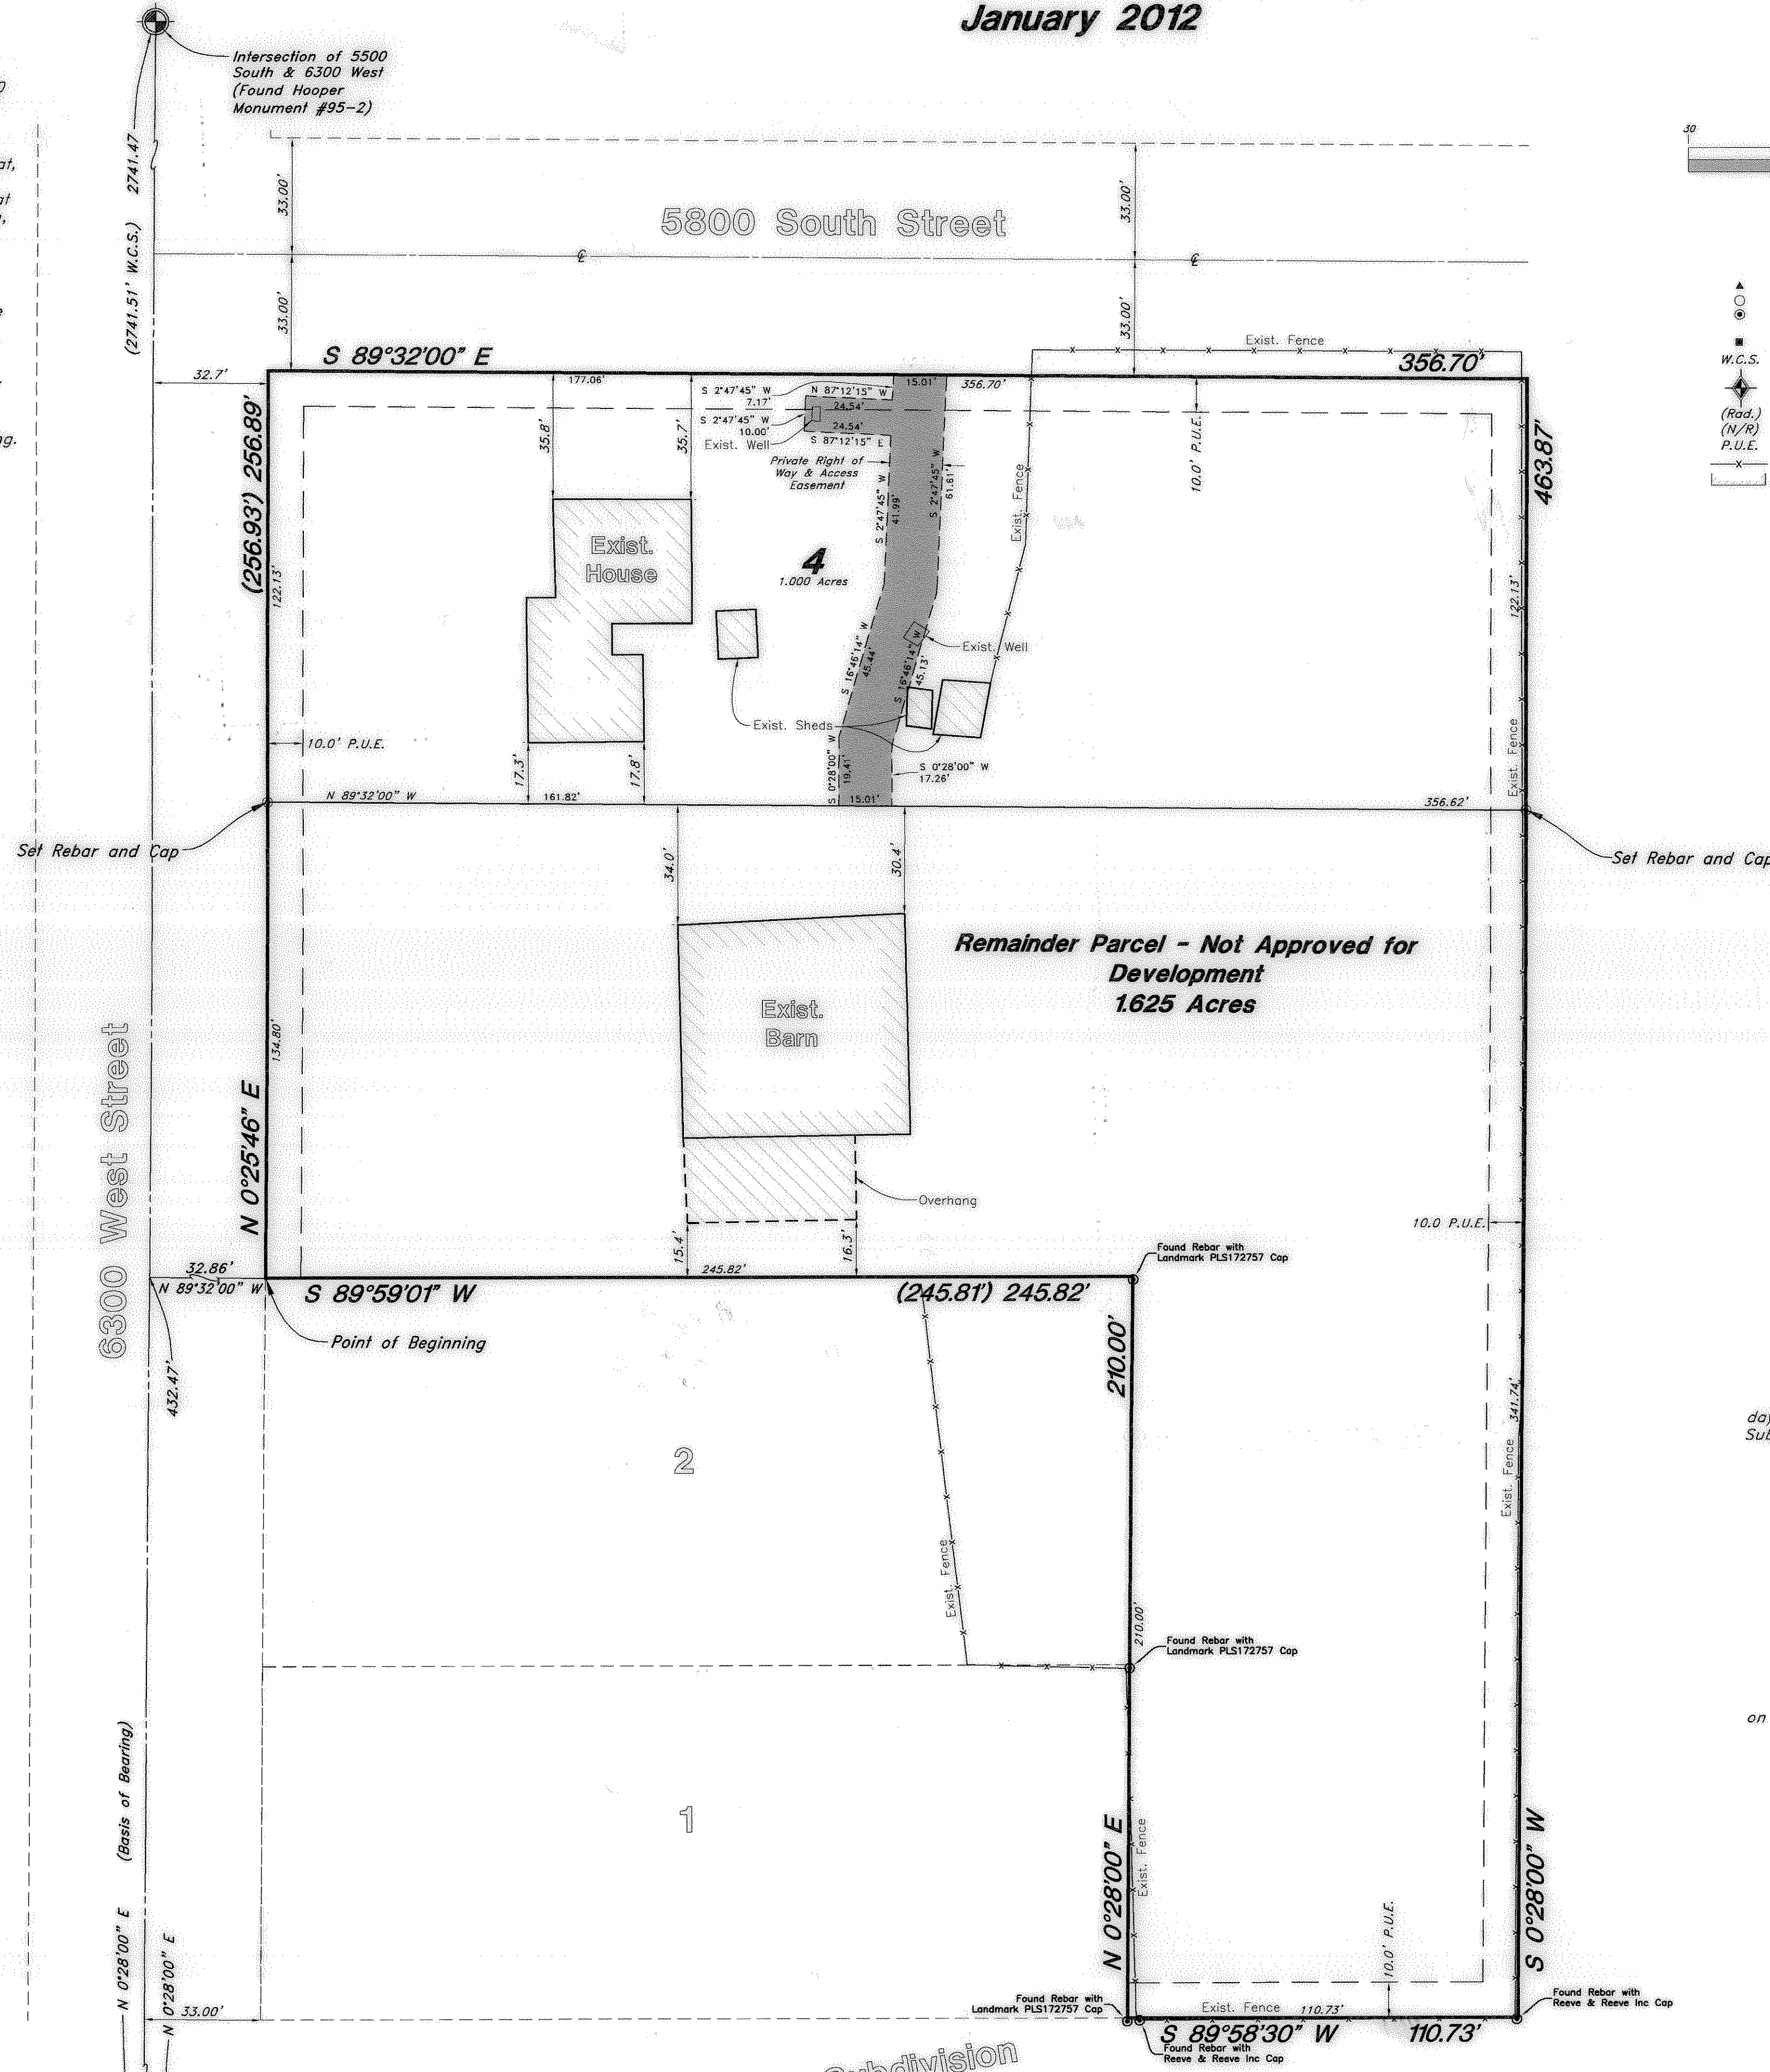 January 2012
Intersection of 5500
South & 6300 West
(Found Hooper
Monument #95-2)
2741.47
(2741.51' W.C.S.)
33.00'
33.00'
5800 South Street
33.00'
33.00'
30
W.C.S.
(Rad.)
(N/R)
P.U.E.
32.7'
S 89°32'00" E
Exist. Fence
356.70'
177.06'
S 2°47'45" W
7.17'
N 87°12'15" W
24.54'
15.01'
356.70'
S 2°47'45" W
10.00'
24.54'
S 87°12'15" E
Exist. Well
Private Right of
Way & Access
Easement
35.8'
35.7'
S 2°47'45" W
41.99'
S 2°47'45" W
61.61'
Exist. Fence
10.0' P.U.E.
463.87'
(256.93') 256.89'
122.13'
Exist.
House
4
1.000 Acres
122.13'
S 16°46'14" W
45.44'
S 16°46'14" W
45.13'
W
Exist. Well
Exist. Sheds
Exist. Fence
10.0' P.U.E.
17.3'
17.8'
S 0°28'00" W
19.41'
S 0°28'00" W
17.26'
N 89°32'00" W
161.82'
15.01'
356.62'
Set Rebar and Cap
Set Rebar and Cap
34.0'
30.4'
Remainder Parcel - Not Approved for
Development
1.625 Acres
Exist.
Barn
134.80'
N 0°25'46" E
6300 West Street
Overhang
10.0 P.U.E.
15.4'
16.3'
Found Rebar with
Landmark PLS172757 Cap
32.86'
N 89°32'00" W
245.82'
S 89°59'01" W
(245.81') 245.82'
Point of Beginning
432.47'
210.00'
341.74'
Exist. Fence
2
Exist. Fence
210.00'
Found Rebar with
Landmark PLS172757 Cap
on
(Basis of Bearing)
1
N 0°28'00" E
Exist. Fence
S 0°28'00" W
N 0°28'00" E
N 0°28'00" E
33.00'
10.0' P.U.E.
Found Rebar with
Landmark PLS172757 Cap
Exist. Fence
110.73'
Found Rebar with
Reeve & Reeve Inc Cap
S 89°58'30" W
110.73'
Found Rebar with
Reeve & Reeve Inc Cap
Subdivision